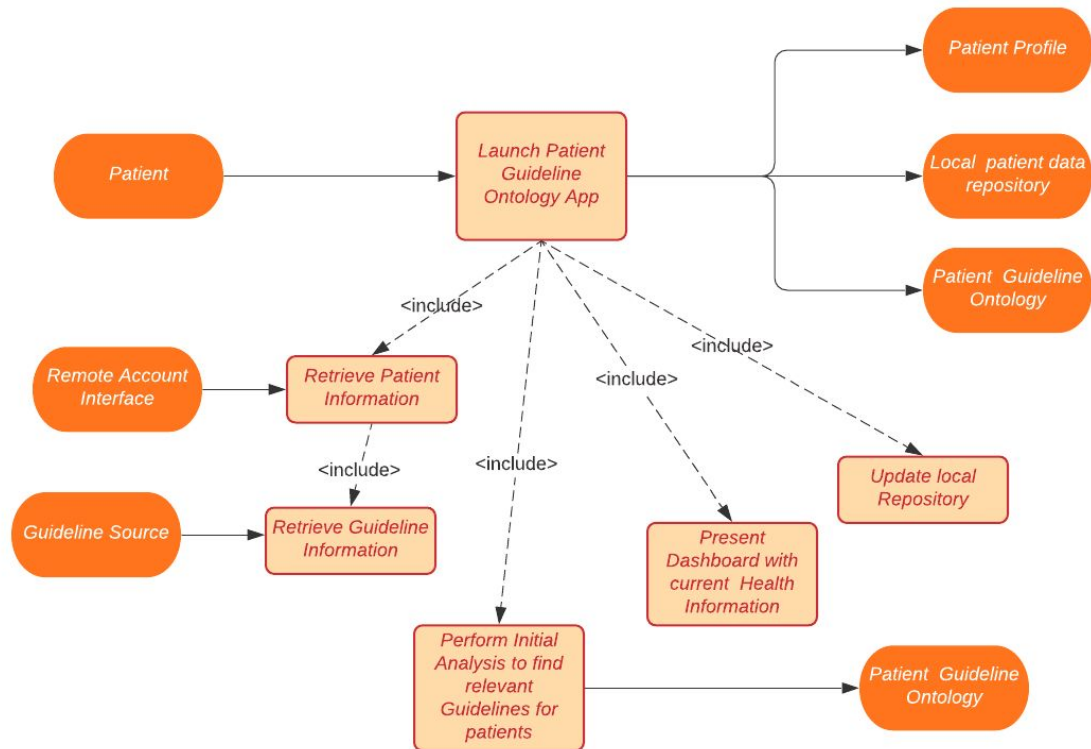 Patient Profile
Patient
Launch Patient
Guideline
Ontology App
Local patient data
repository
Patient Guideline
Ontology
<include>
Remote Account
Interface
Retrieve Patient
Information
<include>
<include>
<include>
<include>
Guideline Source
Retrieve Guideline
Information
Update local
Repository
Present
Dashboard with
current Health
Information
Perform Initial
Analysis to find
relevant
Guidelines for
patients
Patient Guideline
Ontology